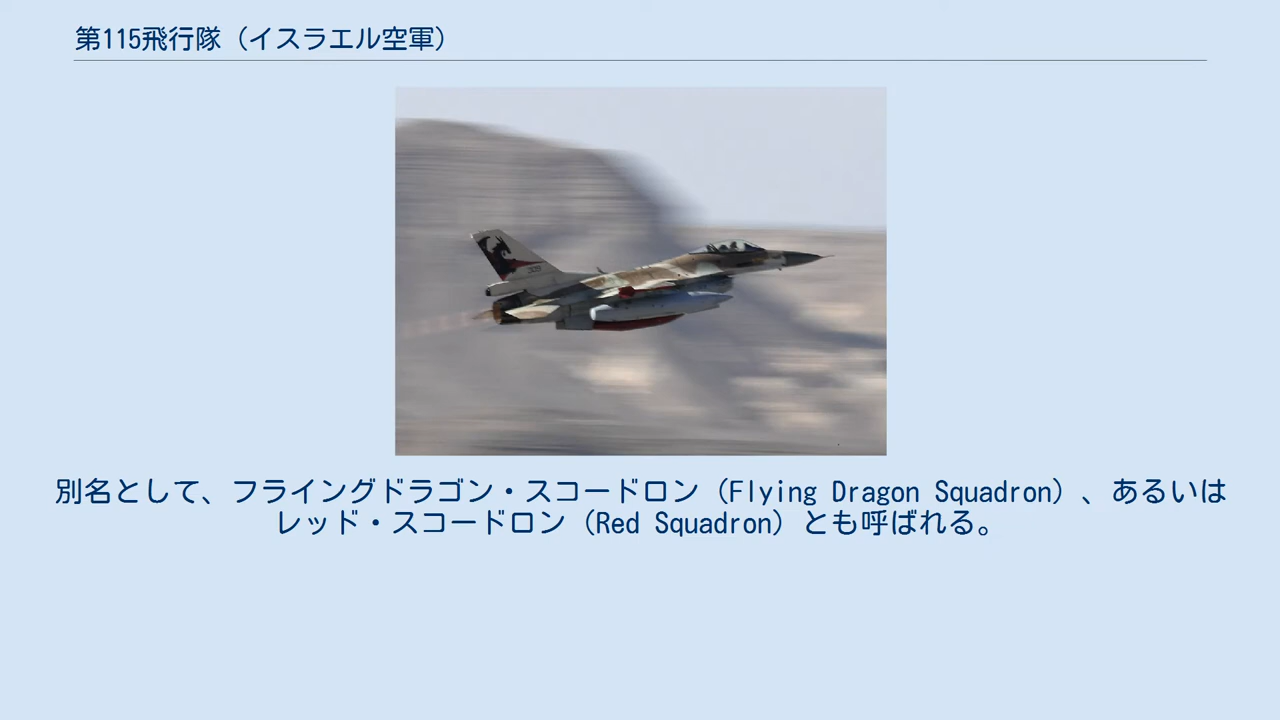 第115飛行隊（イスラエル空軍）
別名として、フライングドラゴン・スコードロン（Flying Dragon Squadron）、あるいは
レッド・スコードロン（Red Squadron）とも呼ばれる。